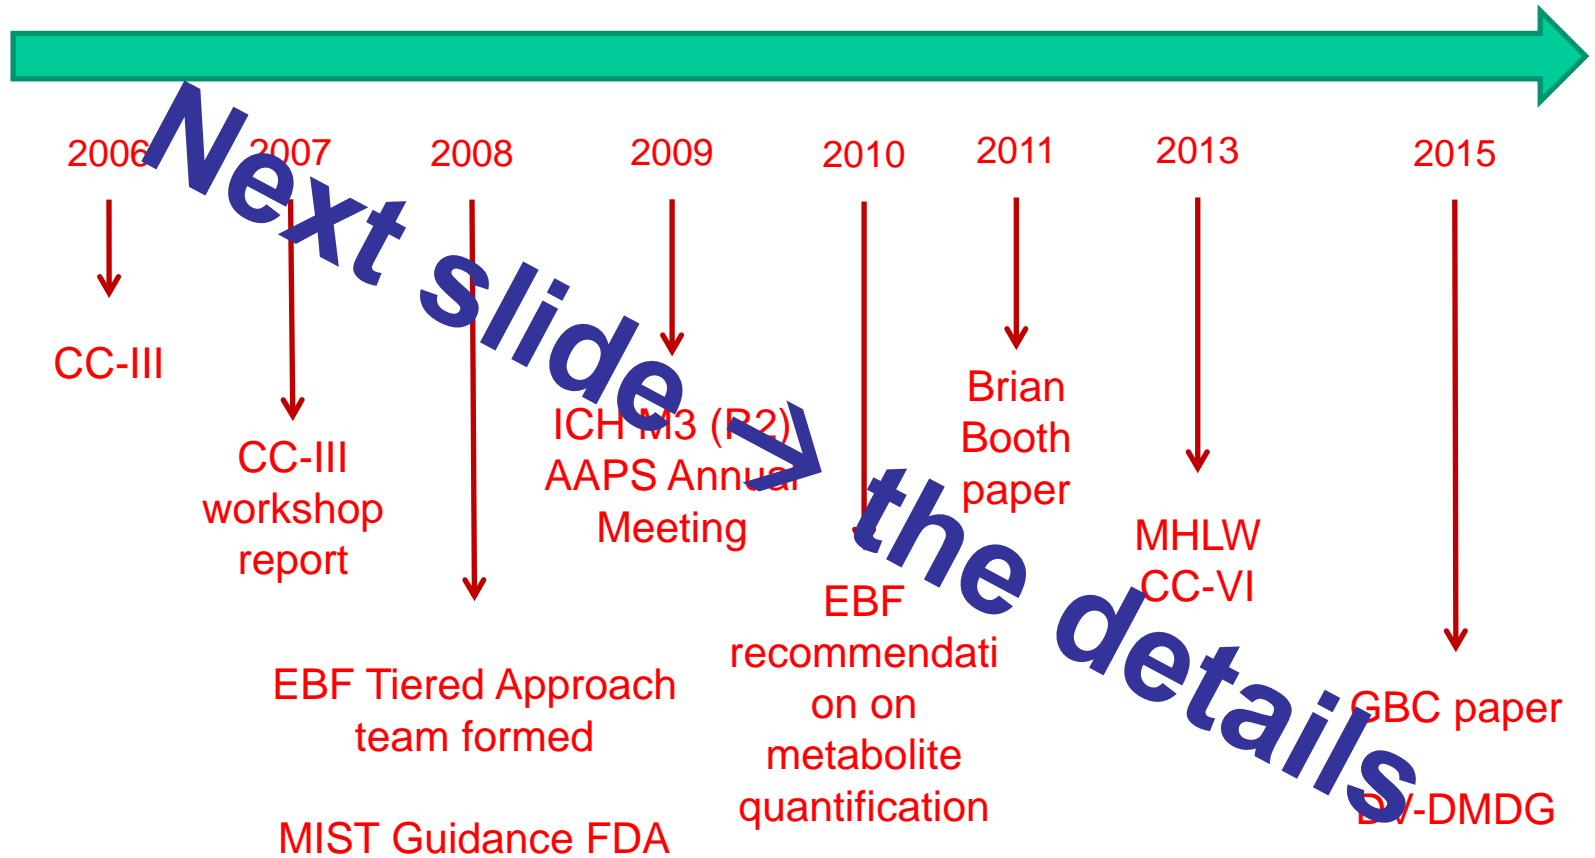 2006 2007 2008 2009 2010 2011 2013 2015
CC-III
CC-III
workshop
report
EBF Tiered Approach
team formed
MIST Guidance FDA
ICH M3 (R2)
AAPS Annual
Meeting
EBF
recommendati
on on
metabolite
quantification
Brian
Booth
paper
MHLW
CC-VI
GBC paper
DV-DMDG
Next slide → the details